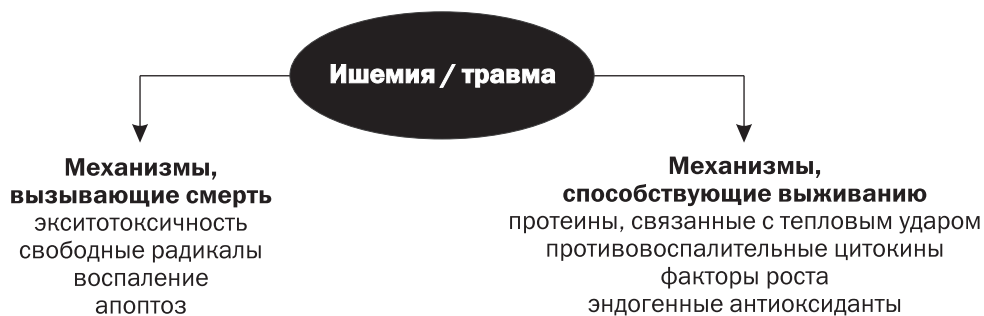 Ишемия / травма
Механизмы,
вызывающие смерть
экситотоксичность
свободные радикалы
воспаление
апоптоз
Механизмы,
способствующие выживанию
протеины, связанные с тепловым ударом
противовоспалительные цитокины
факторы роста
эндогенные антиоксиданты